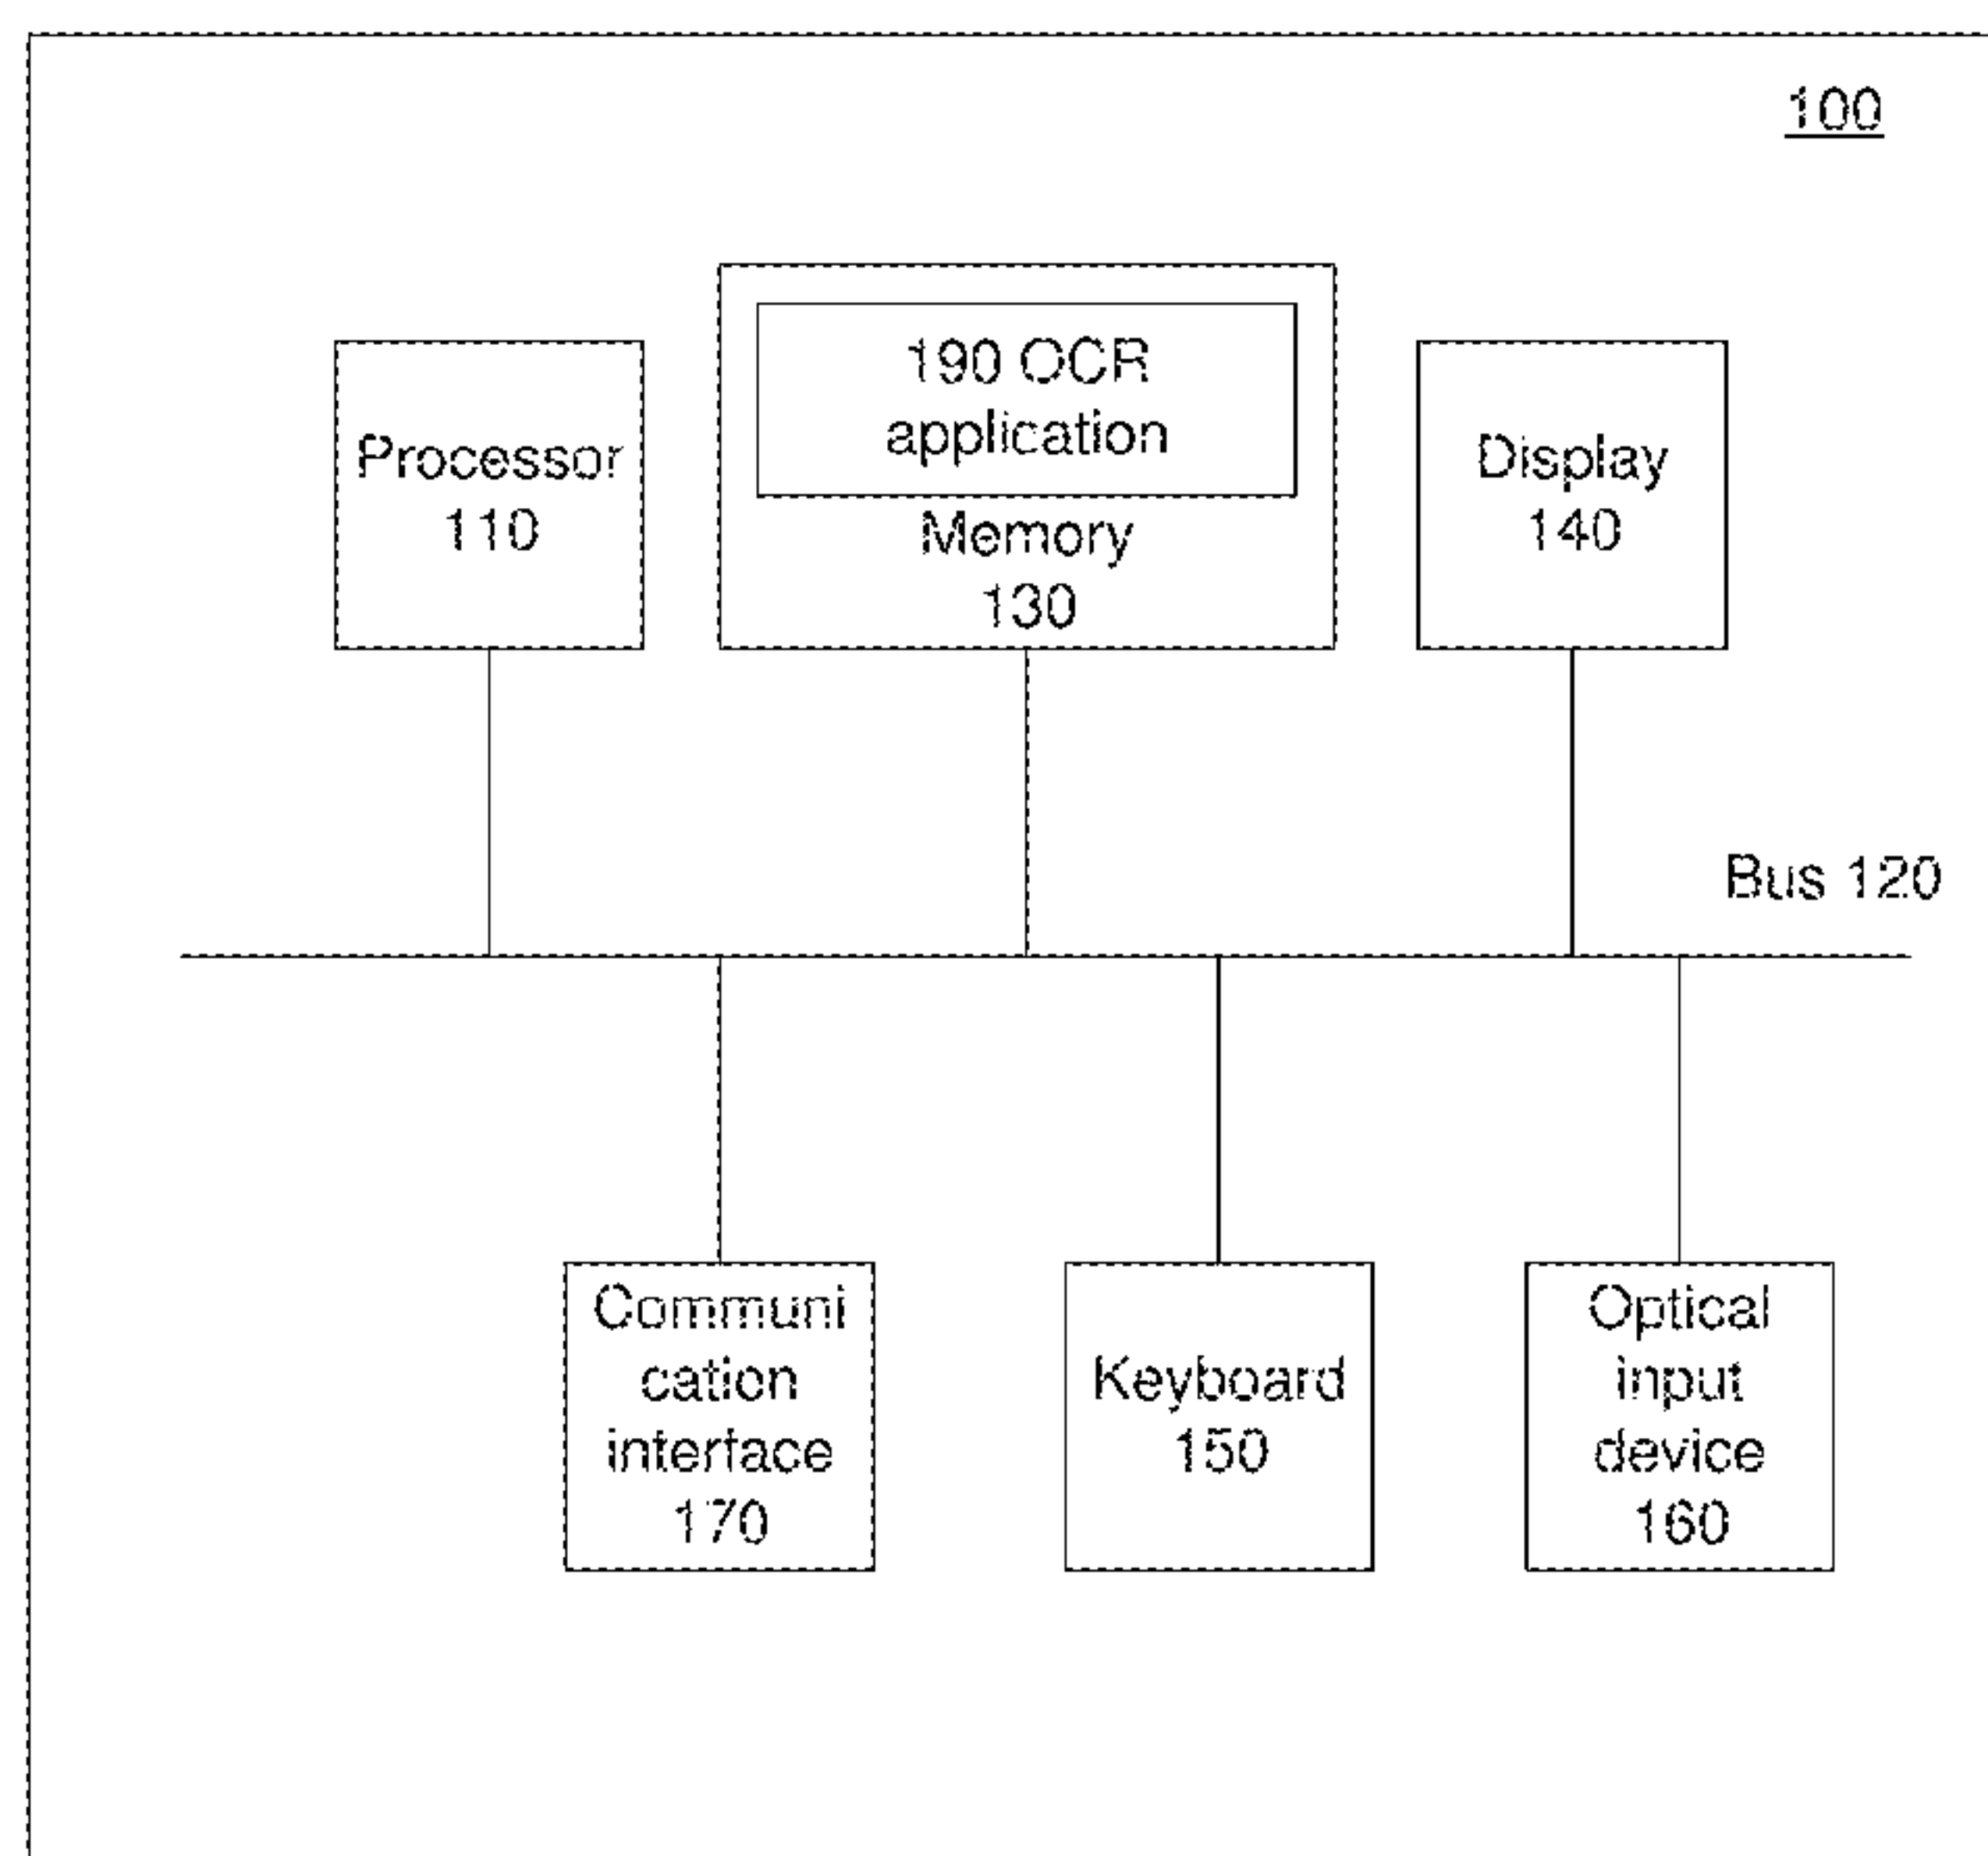 100
190 OCR
application
Memory
130
Processor
110
Display
140
Bus 120
Communi
cation
interface
170
Keyboard
150
Optical
input
device
160